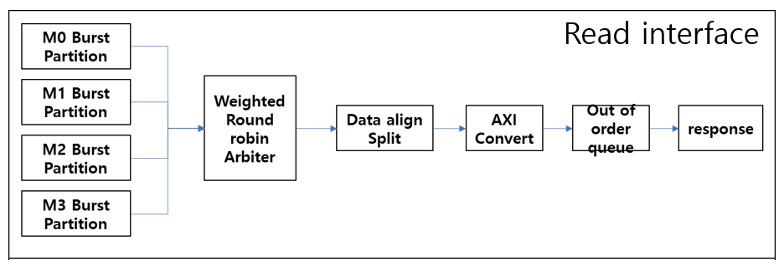 Read interface
M0 Burst
Partition
M1 Burst
Partition
M2 Burst
Partition
M3 Burst
Partition
Weighted
Round
robin
Arbiter
Data align
Split
AXI
Convert
Out of
order
queue
response